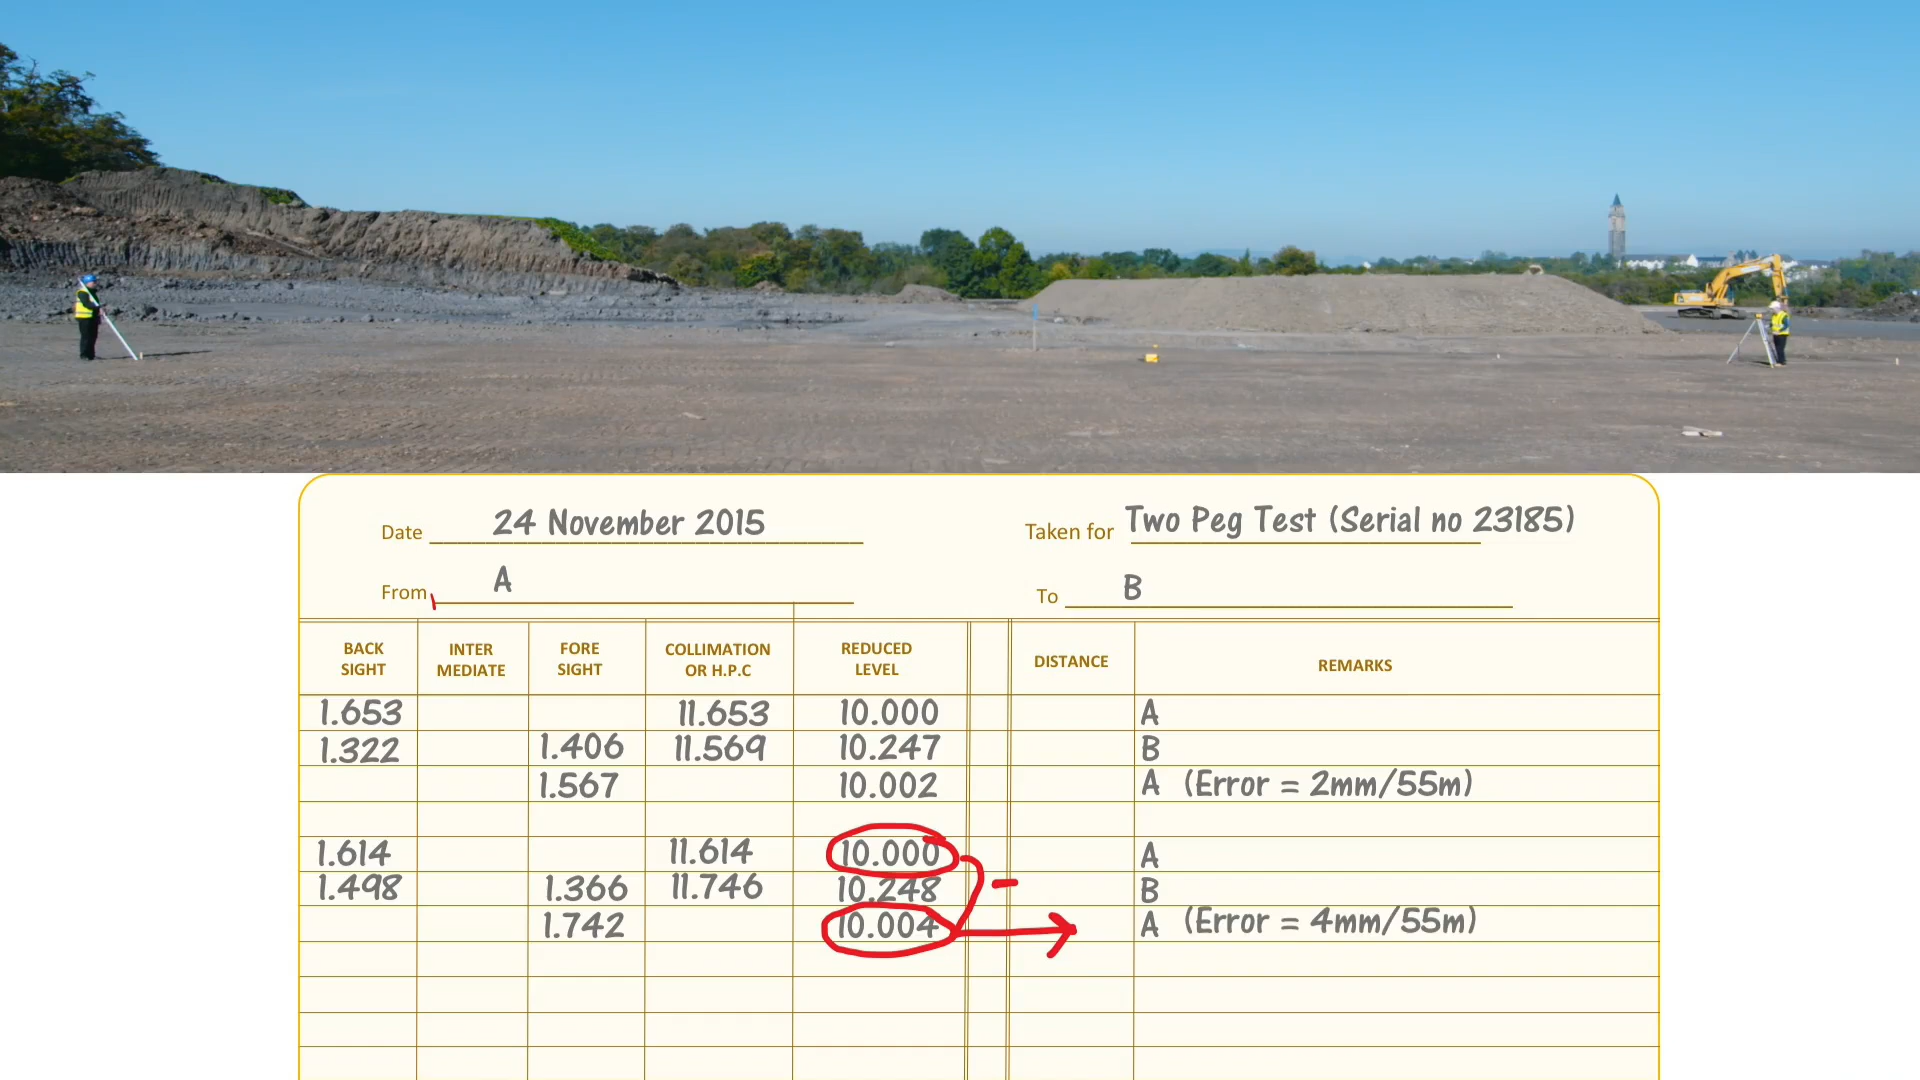 Date 24 November 2015 Taken for Two Peg Test (Serial no 23185)
From A To B
BACK SIGHT INTER MEDIATE FORE SIGHT COLLIMATION OR H.P.C REDUCED LEVEL DISTANCE REMARKS
1.653 11.653 10.000 A
1.322 1.406 11.569 10.247 B
1.567 10.002 A (Error = 2mm/55m)
1.614 11.614 10.000 A
1.498 1.366 11.746 10.248 B
1.742 10.004 A (Error = 4mm/55m)